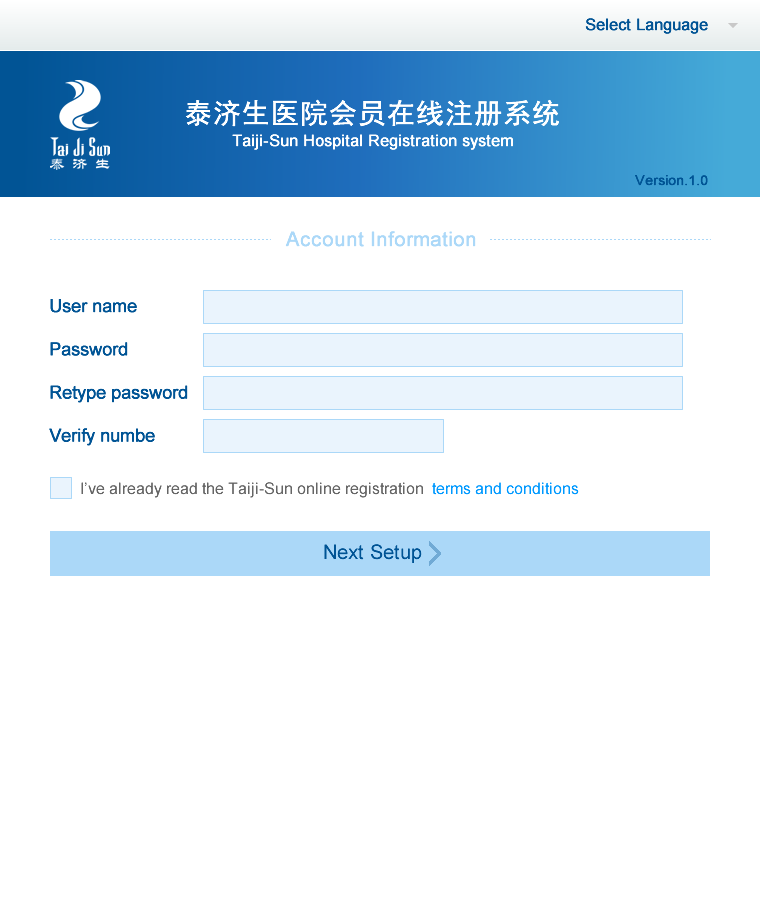 Select Language
泰济生医院会员在线注册系统
Taiji-Sun Hospital Registration system
Tai Ji Sun
泰济生
Version.1.0
Account Information
User name
Password
Retype password
Verify numbe
I've already read the Taiji-Sun online registration terms and conditions
Next Setup